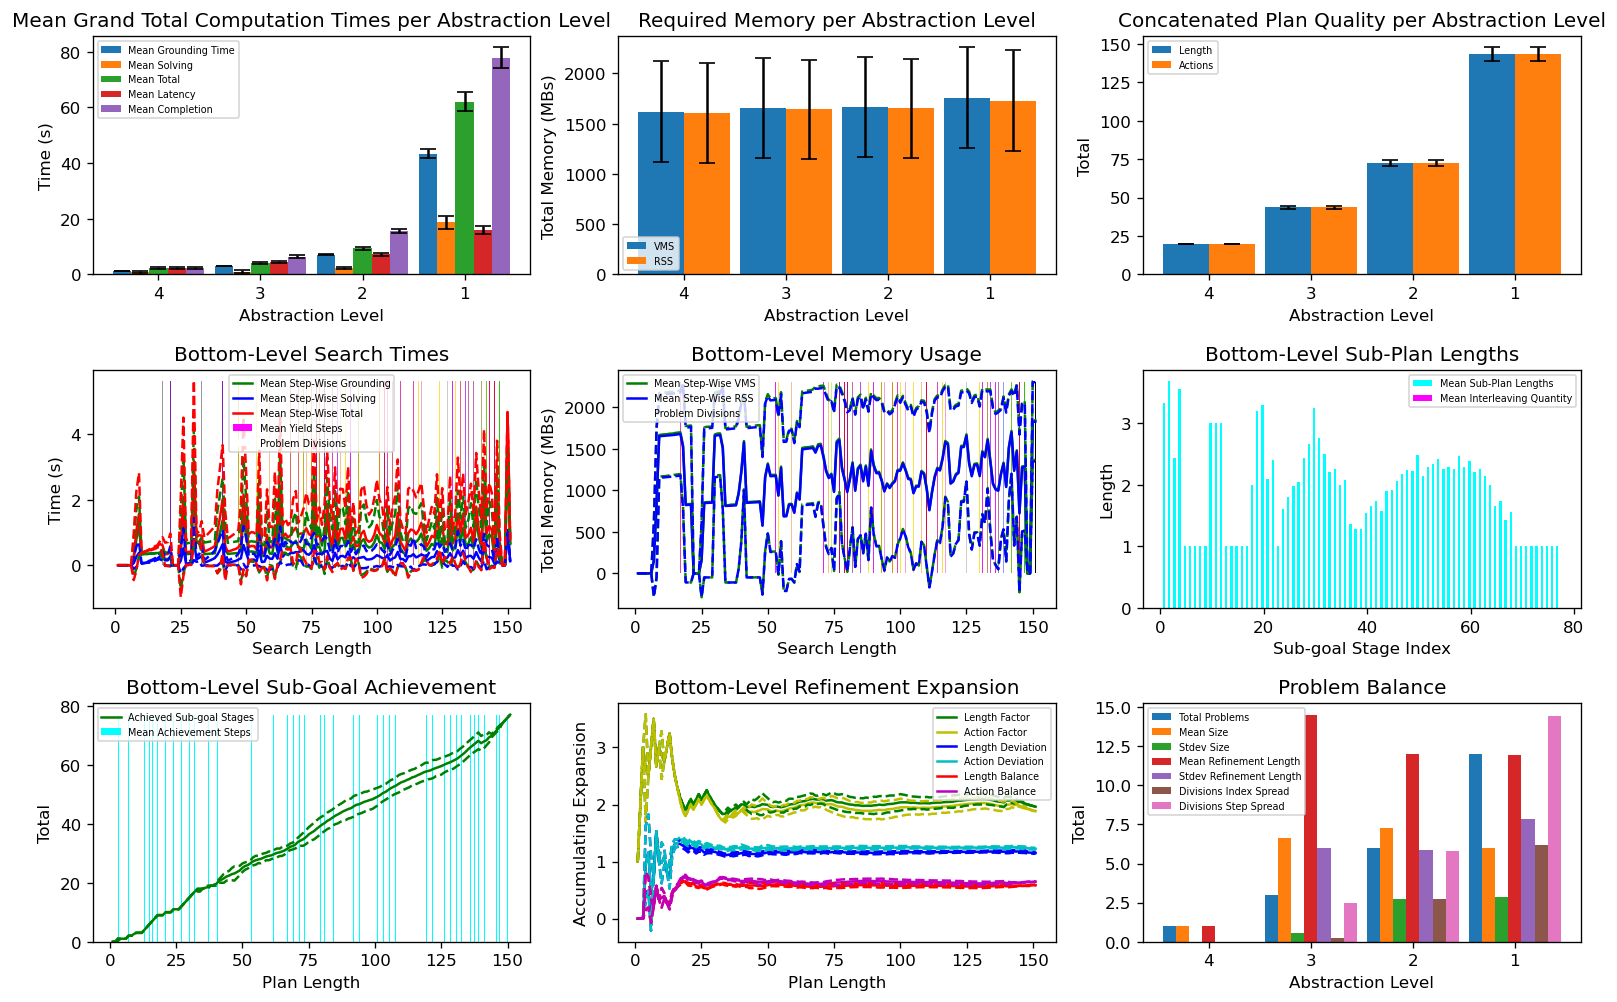 Mean Grand Total Computation Times per Abstraction Level
80
60
40
20
0
Time (s)
Mean Grounding Time
Mean Solving
Mean Total
Mean Latency
Mean Completion
4 3 2 1
Abstraction Level
Required Memory per Abstraction Level
2000
1500
1000
500
0
Total Memory (MBs)
VMS
RSS
4 3 2 1
Abstraction Level
Concatenated Plan Quality per Abstraction Level
150
125
100
75
50
25
0
Total
Length
Actions
4 3 2 1
Abstraction Level
Bottom-Level Search Times
4
2
0
Time (s)
Mean Step-Wise Grounding
Mean Step-Wise Solving
Mean Step-Wise Total
Mean Yield Steps
Problem Divisions
0 25 50 75 100 125 150
Search Length
Bottom-Level Memory Usage
2000
1500
1000
500
0
Total Memory (MBs)
Mean Step-Wise VMS
Mean Step-Wise RSS
Problem Divisions
0 25 50 75 100 125 150
Search Length
Bottom-Level Sub-Plan Lengths
3
2
1
0
Length
Mean Sub-Plan Lengths
Mean Interleaving Quantity
0 20 40 60 80
Sub-goal Stage Index
Bottom-Level Sub-Goal Achievement
80
60
40
20
0
Total
Achieved Sub-goal Stages
Mean Achievement Steps
0 25 50 75 100 125 150
Plan Length
Bottom-Level Refinement Expansion
3
2
1
0
Accumulating Expansion
Length Factor
Action Factor
Length Deviation
Action Deviation
Length Balance
Action Balance
0 25 50 75 100 125 150
Plan Length
Problem Balance
15.0
12.5
10.0
7.5
5.0
2.5
0.0
Total
Total Problems
Mean Size
Stdev Size
Mean Refinement Length
Stdev Refinement Length
Divisions Index Spread
Divisions Step Spread
4 3 2 1
Abstraction Level